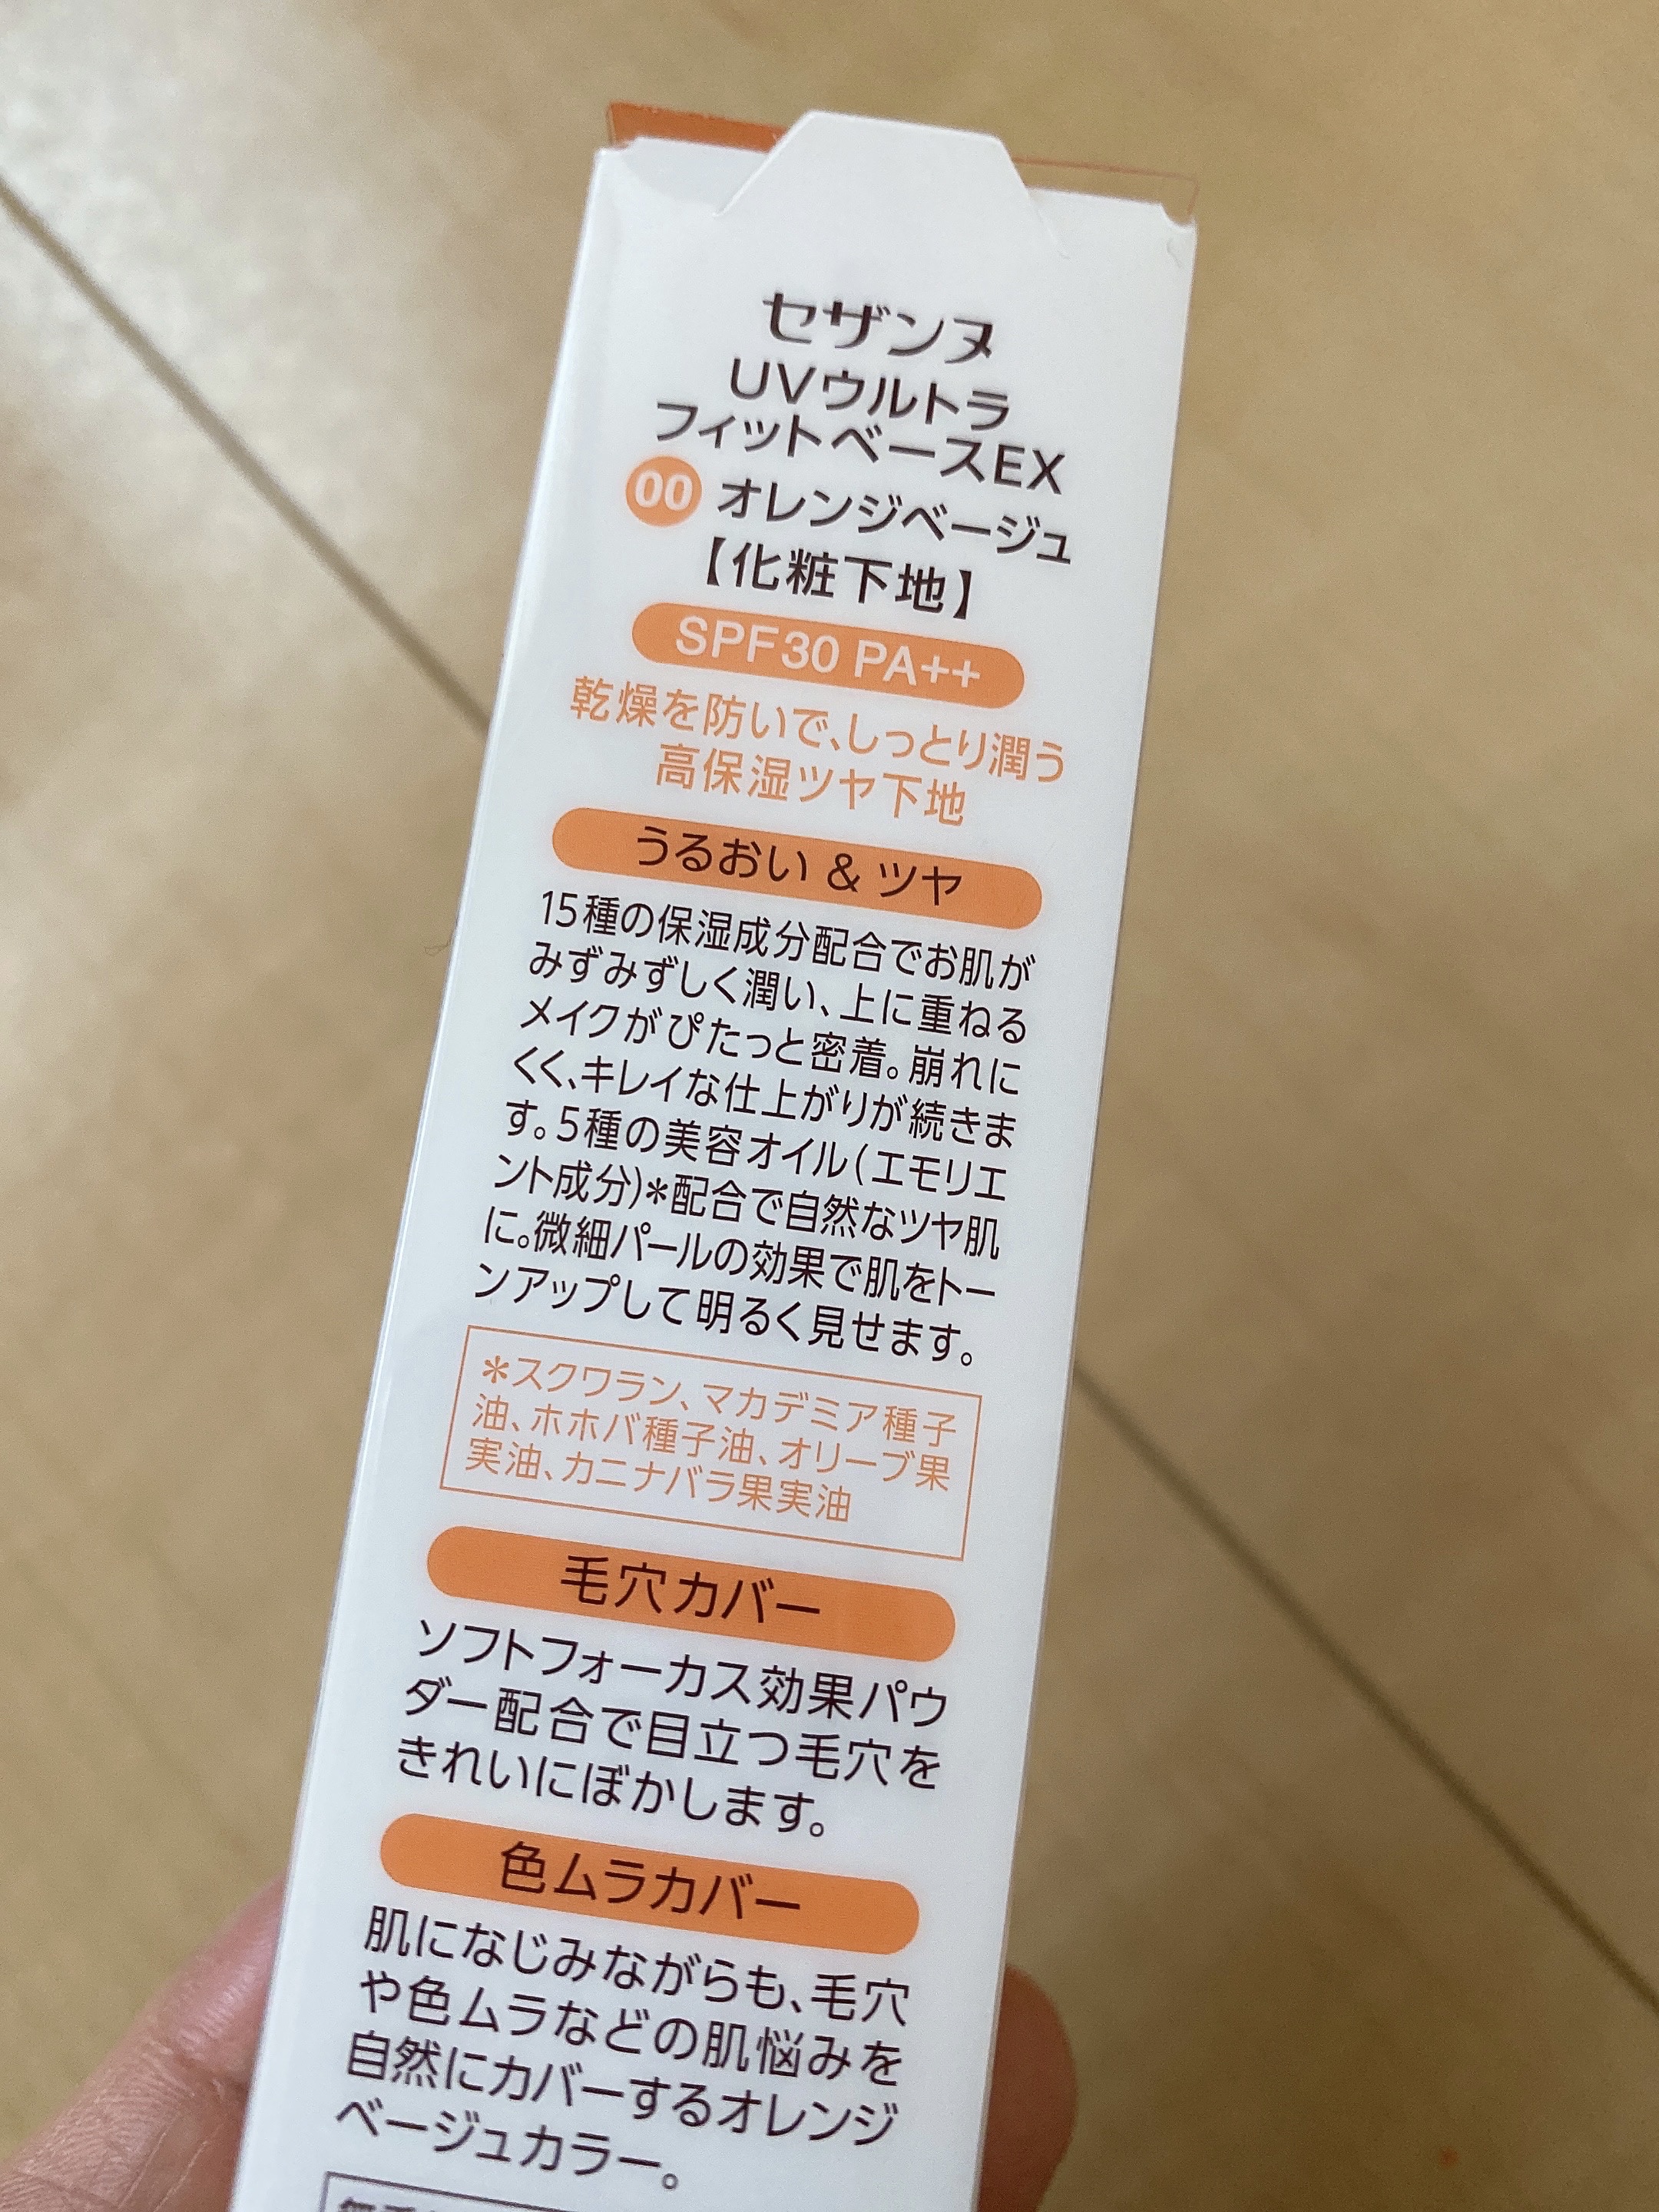 セザンヌ
UVウルトラ
フィットベースEX
00 オレンジベージュ
【化粧下地】
SPF30 PA++
乾燥を防いで、しっとり潤う
高保湿ツヤ下地
うるおい & ツヤ
15種の保湿成分配合でお肌が
みずみずしく潤い、上に重ねる
メイクがぴたっと密着。崩れに
くく、キレイな仕上がりが続きま
す。5種の美容オイル(エモリエ
ント成分)*配合で自然なツヤ肌
に。微細パールの効果で肌をトー
ンアップして明るく見せます。
*スクワラン、マカデミア種子
油、ホホバ種子油、オリーブ果
実油、カニナバラ果実油
毛穴カバー
ソフトフォーカス効果パウ
ダー配合で目立つ毛穴を
きれいにぼかします。
色ムラカバー
肌になじみながらも、毛穴
や色ムラなどの肌悩みを
自然にカバーするオレンジ
ベージュカラー。